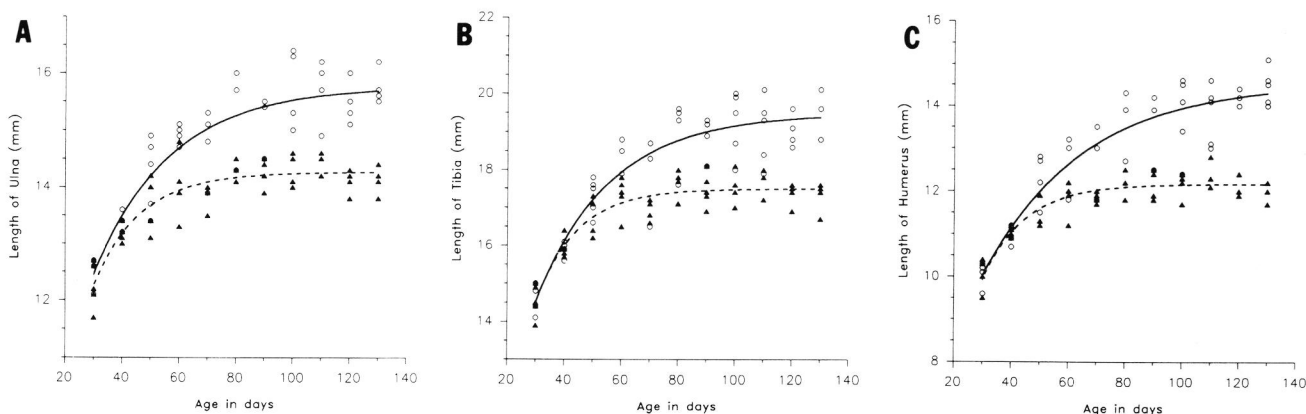 A
Length of Ulna (mm)
16
14
12
20 40 60 80 100 120 140
Age in days
B
Length of Tibia (mm)
22
20
18
16
14
20 40 60 80 100 120 140
Age in days
C
Length of Humerus (mm)
16
14
12
10
8
20 40 60 80 100 120 140
Age in days